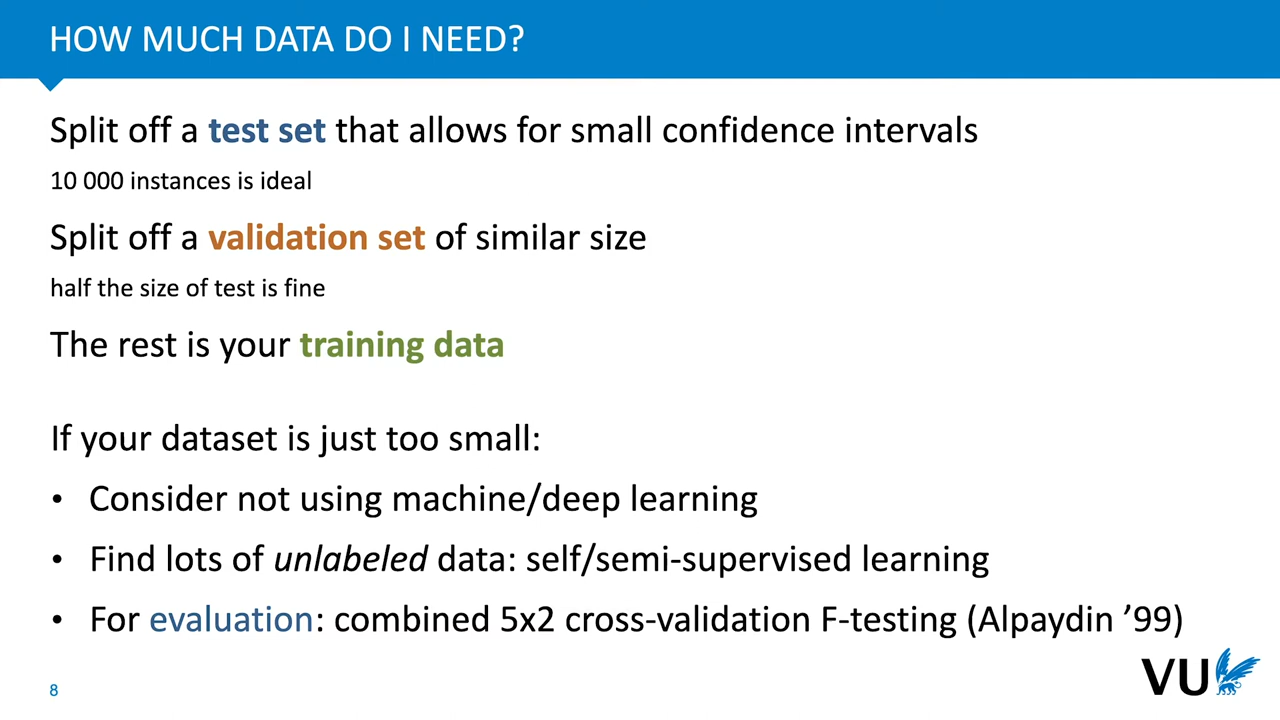 HOW MUCH DATA DO I NEED?
Split off a test set that allows for small confidence intervals
10 000 instances is ideal
Split off a validation set of similar size
half the size of test is fine
The rest is your training data
If your dataset is just too small:
• Consider not using machine/deep learning
• Find lots of unlabeled data: self/semi-supervised learning
• For evaluation: combined 5x2 cross-validation F-testing (Alpaydin ’99)
8
VU